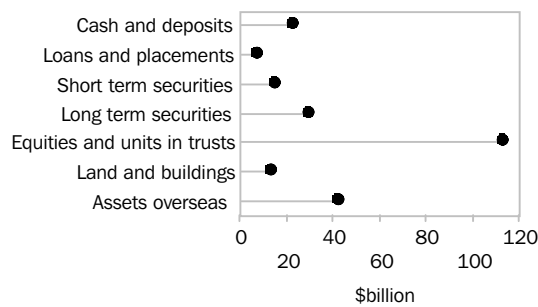 Cash and deposits
Loans and placements
Short term securities
Long term securities
Equities and units in trusts
Land and buildings
Assets overseas
0 40 80 120
20 60 100
$billion